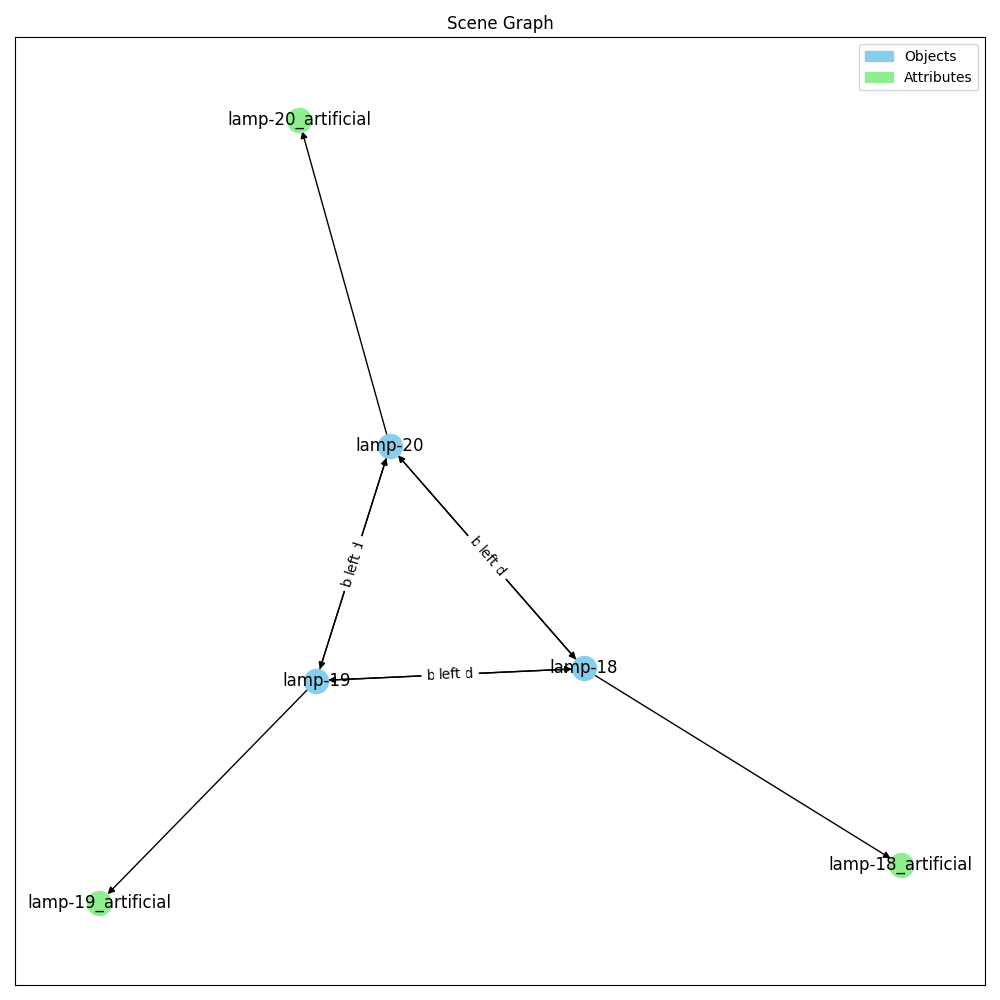 Scene Graph
Objects
Attributes
lamp-20_artificial
lamp-20
b left d
b left d
lamp-18
lamp-19
b left d
lamp-18_artificial
lamp-19_artificial